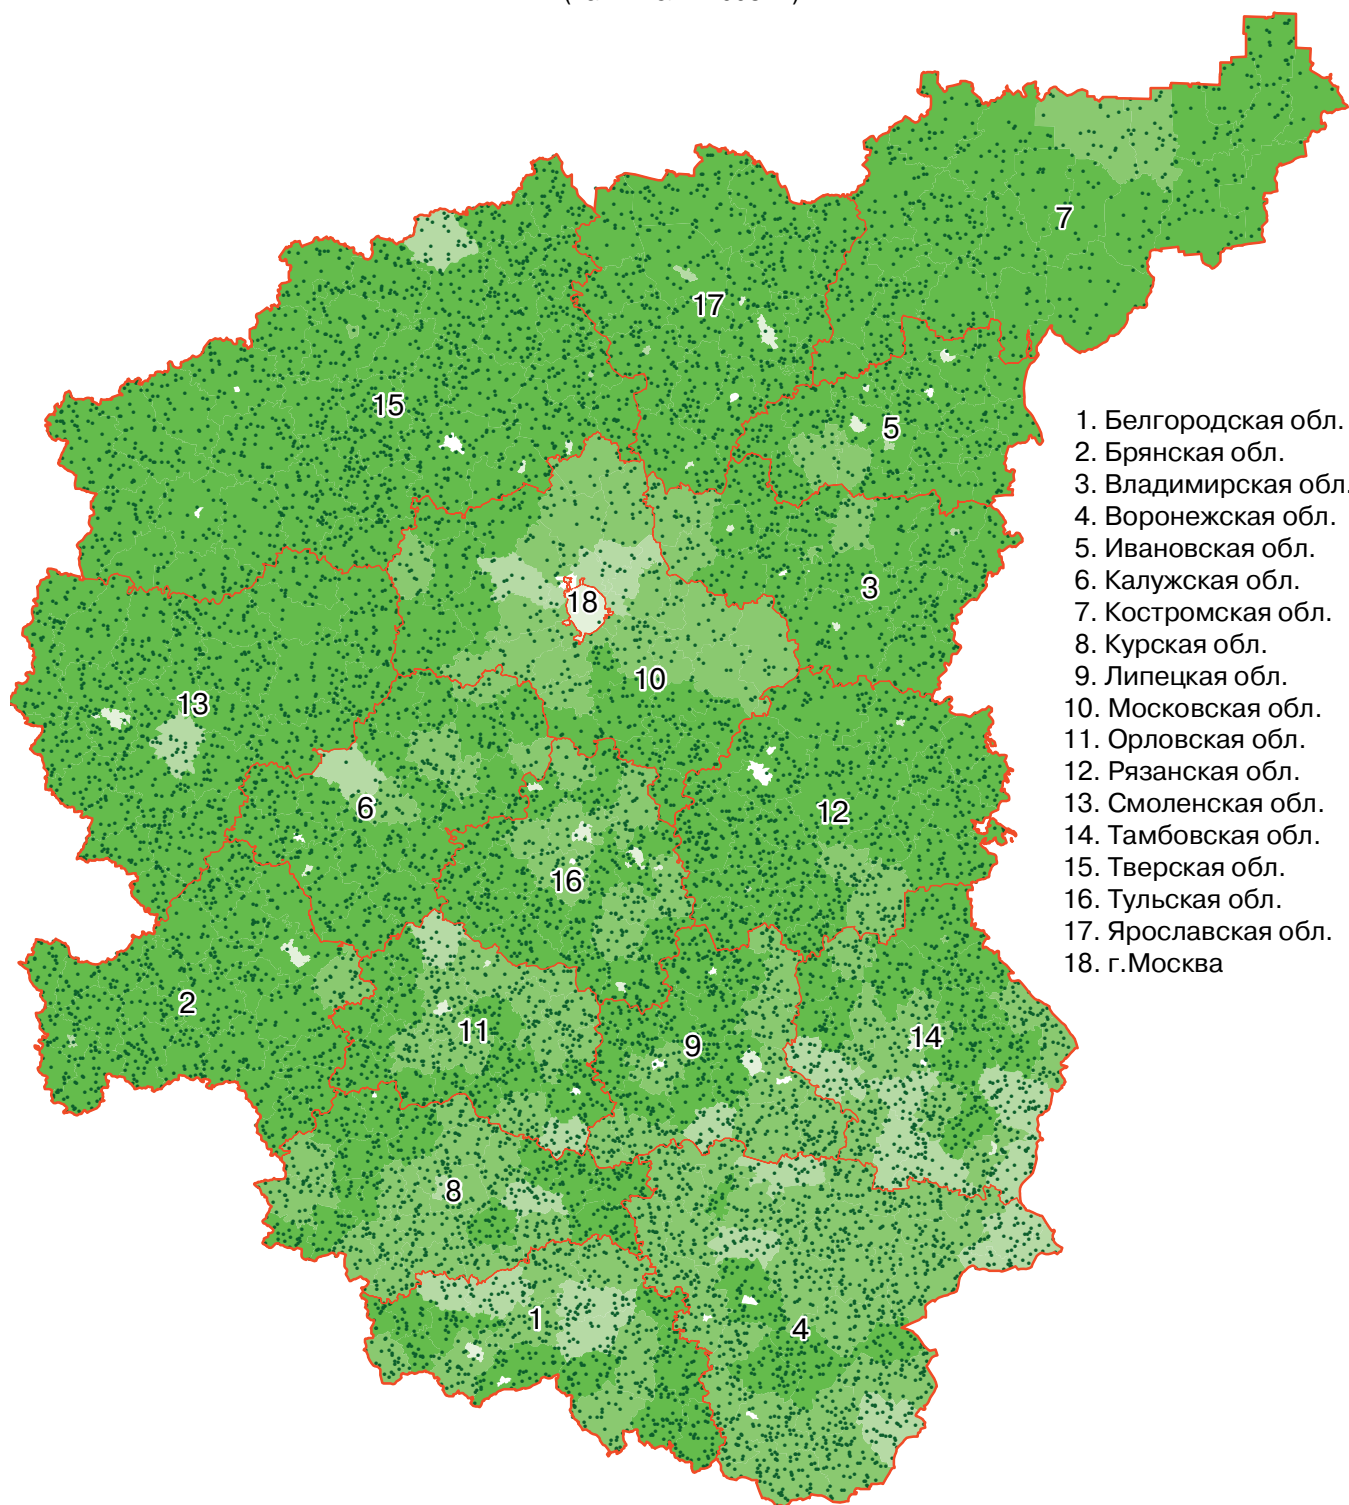 7
17
15
5
18
3
10
13
6
12
16
2
11
9
14
8
1
4
1. Белгородская обл.
2. Брянская обл.
3. Владимирская обл.
4. Воронежская обл.
5. Ивановская обл.
6. Калужская обл.
7. Костромская обл.
8. Курская обл.
9. Липецкая обл.
10. Московская обл.
11. Орловская обл.
12. Рязанская обл.
13. Смоленская обл.
14. Тамбовская обл.
15. Тверская обл.
16. Тульская обл.
17. Ярославская обл.
18. г.Москва